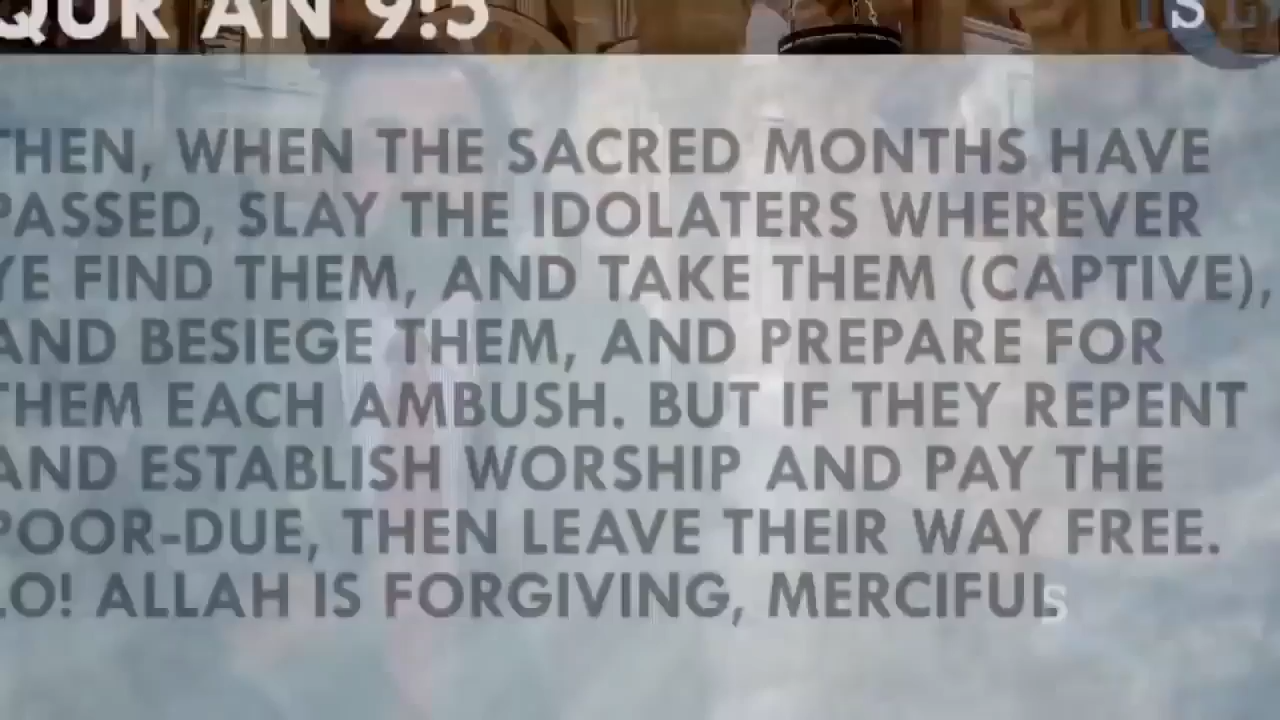 QUR'AN 9:5
ISL
THEN, WHEN THE SACRED MONTHS HAVE
PASSED, SLAY THE IDOLATERS WHEREVER
YE FIND THEM, AND TAKE THEM (CAPTIVE),
AND BESIEGE THEM, AND PREPARE FOR
THEM EACH AMBUSH. BUT IF THEY REPENT
AND ESTABLISH WORSHIP AND PAY THE
POOR-DUE, THEN LEAVE THEIR WAY FREE.
LO! ALLAH IS FORGIVING, MERCIFUL
S